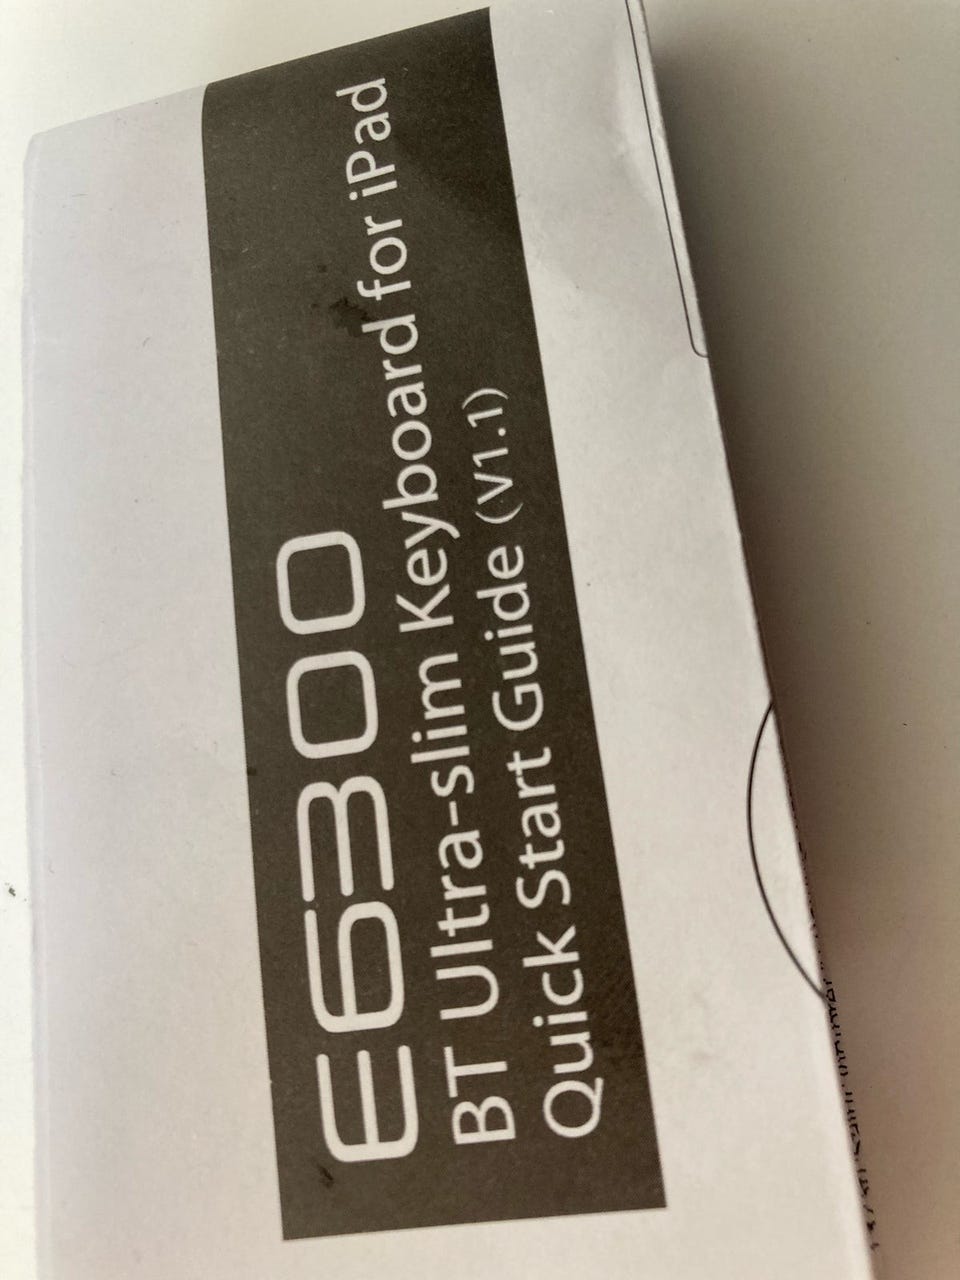 E6300
BT Ultra-slim Keyboard for iPad
Quick Start Guide (V1.1)